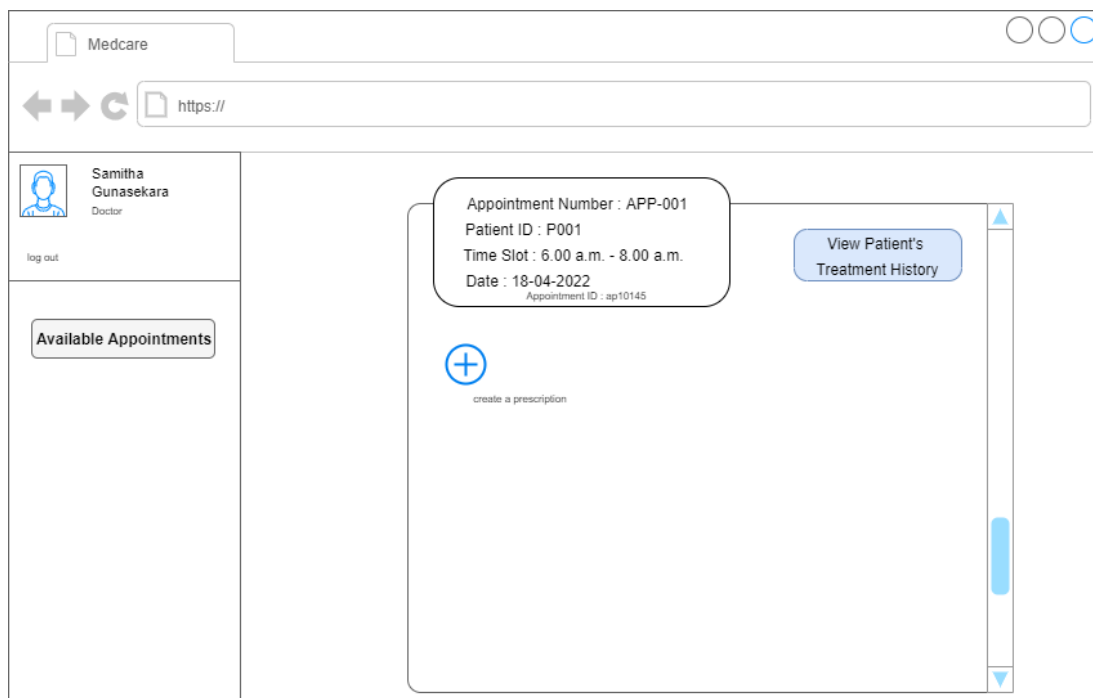 Medcare
https://
Samitha
Gunasekara
Doctor
log out
Available Appointments
Appointment Number : APP-001
Patient ID : P001
Time Slot : 6.00 a.m. - 8.00 a.m.
Date : 18-04-2022
Appointment ID : ap10145
View Patient's
Treatment History
create a prescription